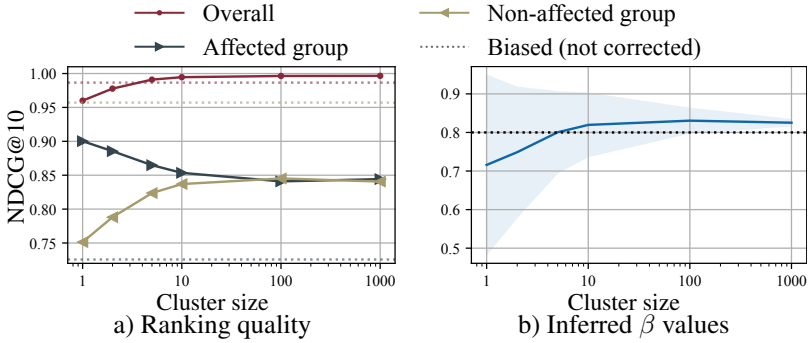 Overall
Non-affected group
Affected group
Biased (not corrected)
NDCG@10
1.00
0.95
0.90
0.85
0.80
0.75
1 10 100 1000
Cluster size
a) Ranking quality
0.9
0.8
0.7
0.6
0.5
1 10 100 1000
Cluster size
b) Inferred β values